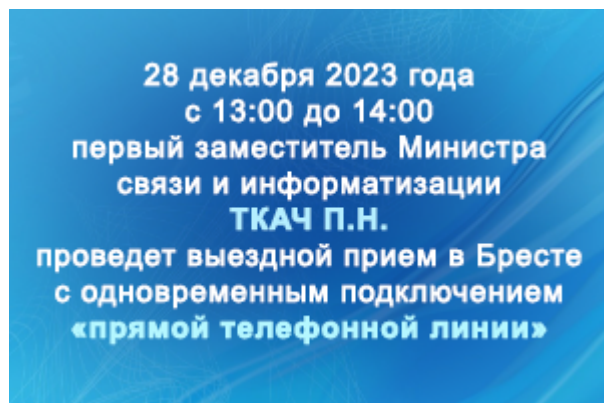 28 декабря 2023 года
с 13:00 до 14:00
первый заместитель Министра
связи и информатизации
ТКАЧ П.Н.
проведет выездной прием в Бресте
с одновременным подключением
«прямой телефонной линии»